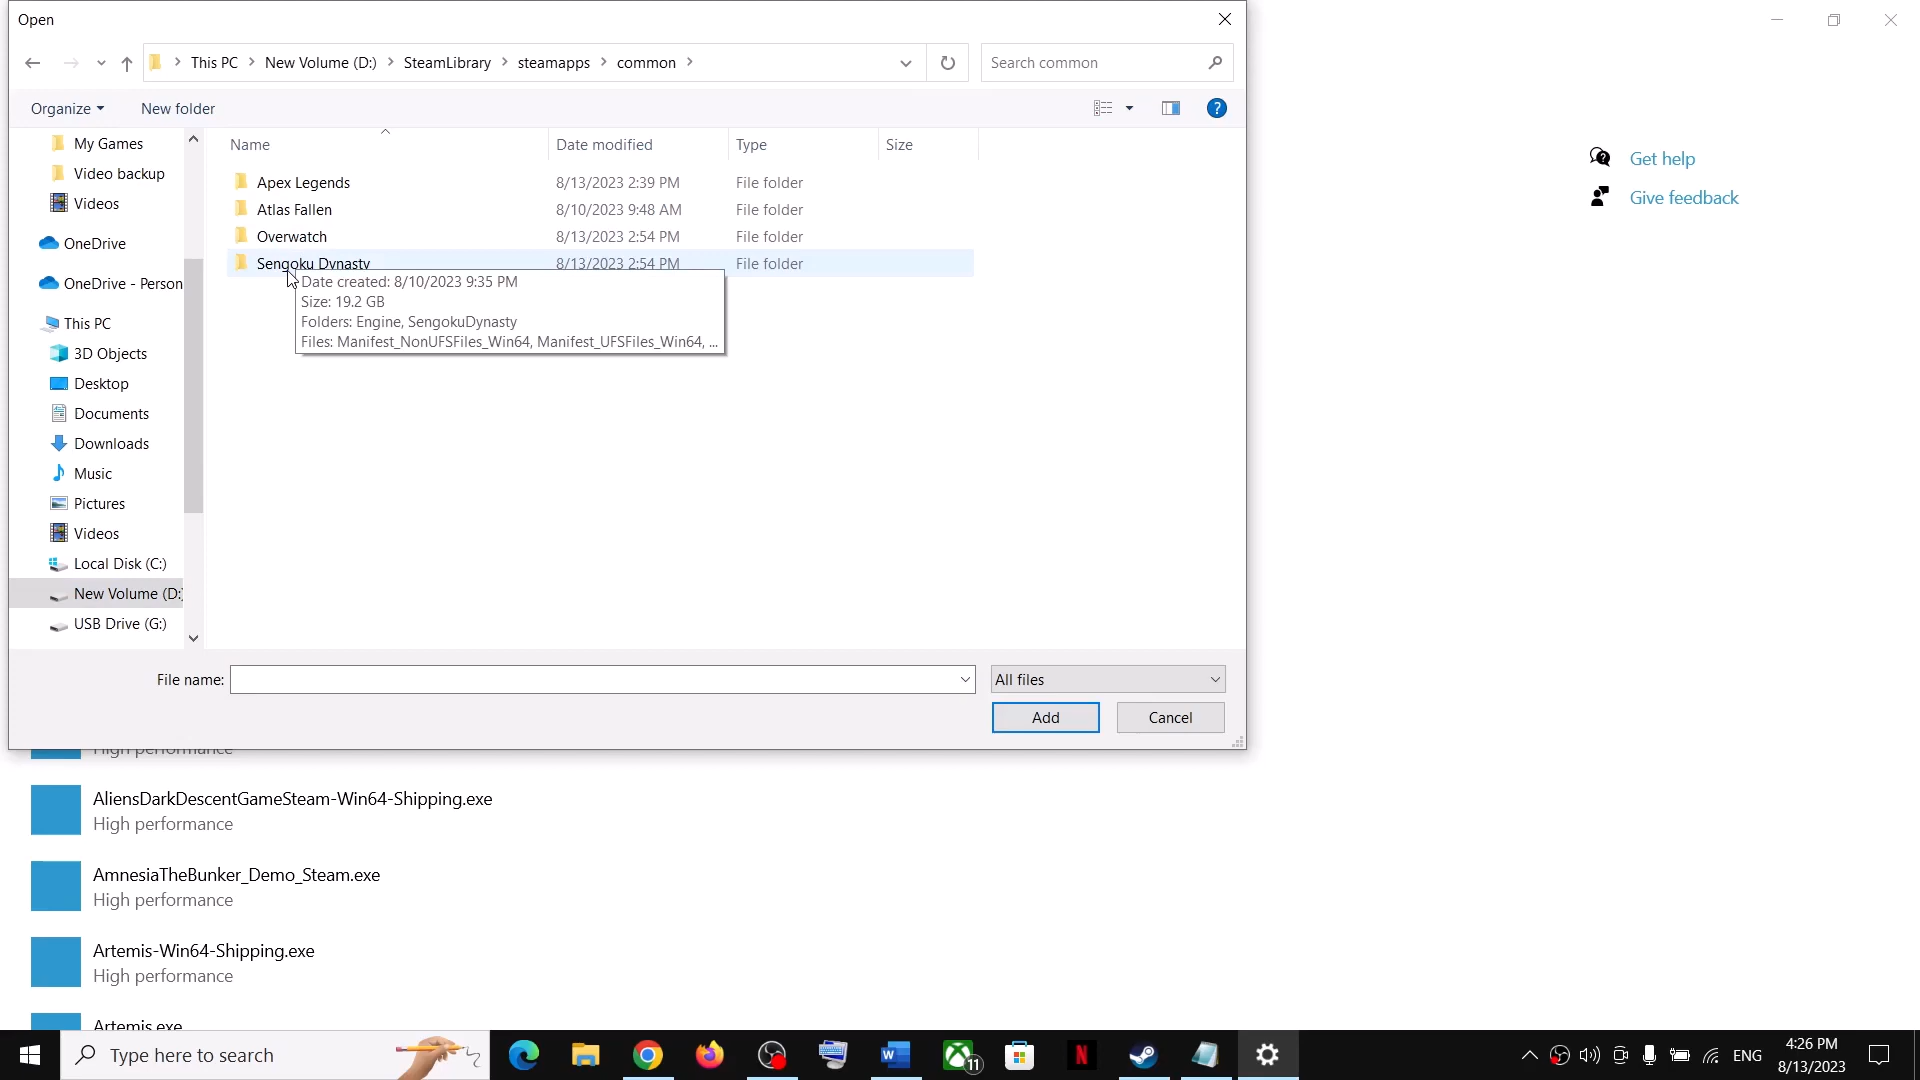 Open
This PC
New Volume (D:)
SteamLibrary
steamapps
common
Search common
Organize
New folder
Name
Date modified
Type
Size
My Games
Video backup
Videos
OneDrive
OneDrive - Person
This PC
3D Objects
Desktop
Documents
Downloads
Music
Pictures
Videos
Local Disk (C:)
New Volume (D:)
USB Drive (G:)
Apex Legends 8/13/2023 2:39 PM File folder
Atlas Fallen 8/10/2023 9:48 AM File folder
Overwatch 8/13/2023 2:54 PM File folder
Sengoku Dynasty 8/13/2023 2:54 PM File folder
Date created: 8/10/2023 9:35 PM
Size: 19.2 GB
Folders: Engine, SengokuDynasty
Files: Manifest_NonUFSFiles_Win64, Manifest_UFSFiles_Win64, ...
File name:
All files
Add
Cancel
Get help
Give feedback
High performance
AliensDarkDescentGameSteam-Win64-Shipping.exe
High performance
AmnesiaTheBunker_Demo_Steam.exe
High performance
Artemis-Win64-Shipping.exe
High performance
Artemis.exe
Type here to search
11
ENG
4:26 PM
8/13/2023